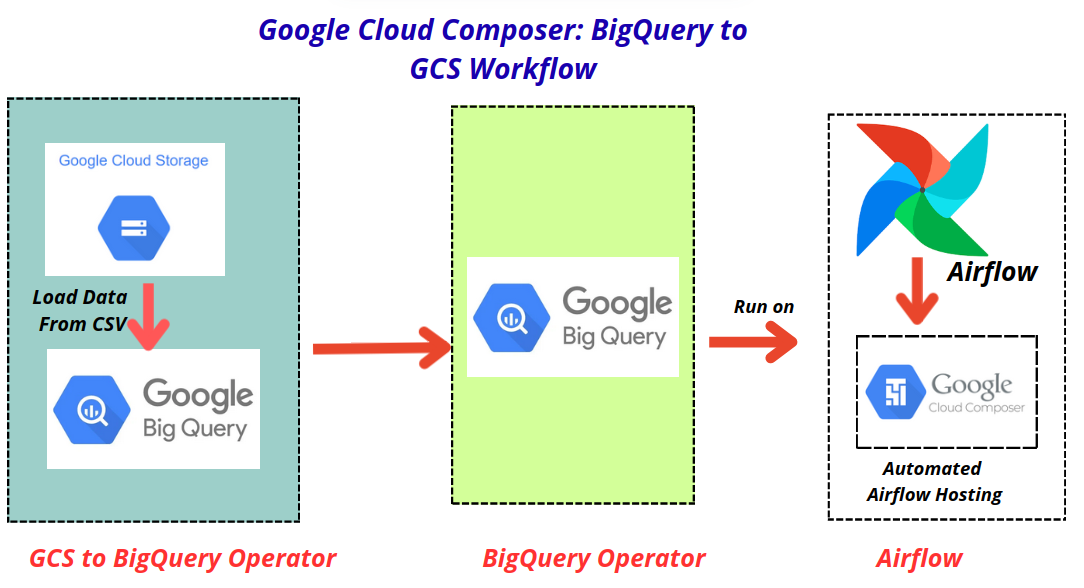 Google Cloud Composer: BigQuery to
GCS Workflow
Google Cloud Storage
Load Data
From CSV
Google
Big Query
GCS to BigQuery Operator
Google
Big Query
BigQuery Operator
Run on
Airflow
Google
Cloud Composer
Automated
Airflow Hosting
Airflow